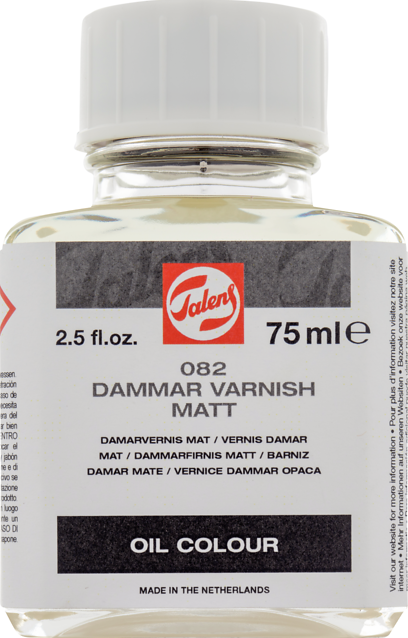 Talens
2.5 fl.oz. 75 ml e
082
DAMMAR VARNISH
MATT
DAMARVERNIS MAT / VERNIS DAMAR
MAT / DAMMARFIRNIS MATT / BARNIZ
DAMAR MATE / VERNICE DAMMAR OPACA
OIL COLOUR
MADE IN THE NETHERLANDS
Visit our website for more information • Pour plus d'information visitez notre site
internet • Mehr Informationen auf unseren Webseiten • Bezoek onze website voor